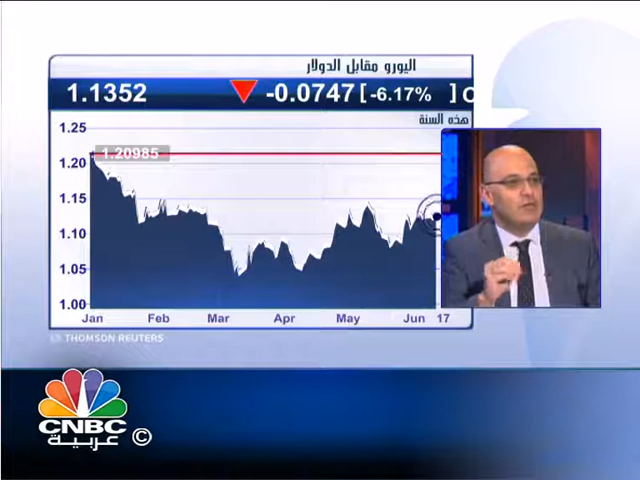 اليورو مقابل الدولار
1.1352 -0.0747 [ -6.17% ]
هذه السنة
1.25
1.20985
1.20
1.15
1.10
1.05
1.00
Jan Feb Mar Apr May Jun 17
THOMSON REUTERS
CNBC
عربية ©